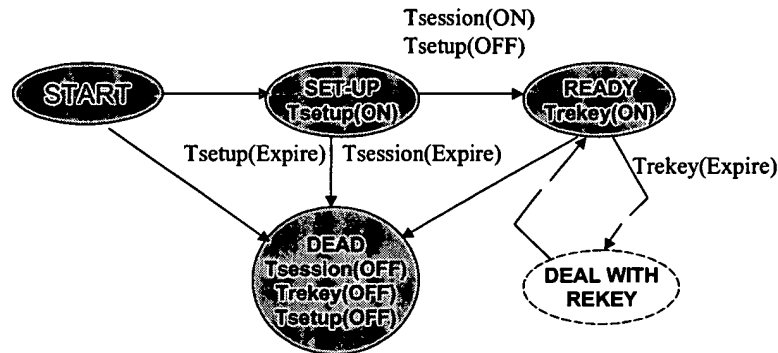 Tsession(ON)
Tsetup(OFF)
START
SET-UP
Tsetup(ON)
READY
Trekey(ON)
Tsetup(Expire)
Tsession(Expire)
Trekey(Expire)
DEAD
Tsession(OFF)
Trekey(OFF)
Tsetup(OFF)
DEAL WITH
REKEY